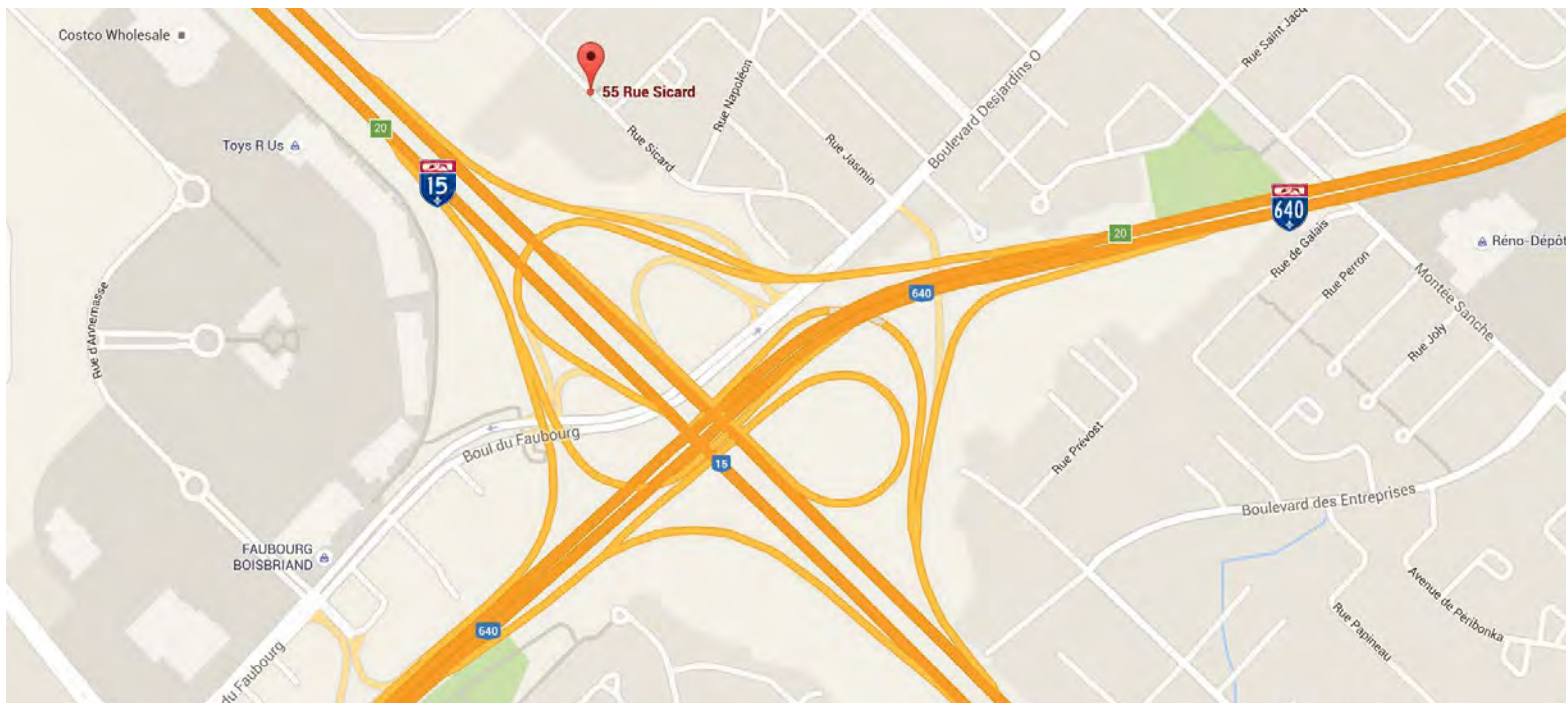 Costco Wholesale
Toys R Us
20
15
55 Rue Sicard
Rue Sicard
Rue Napoléon
Rue Jasmin
Boulevard Desjardins O
Rue Saint Jacq
640
20
Réno-Dépôt
Rue de Galais
Rue Perron
Montée Sanche
Rue Joly
640
Rue d'Annemasse
Boul du Faubourg
15
Rue Prévost
Boulevard des Entreprises
FAUBOURG
BOISBRIAND
Avenue de Péribonka
Rue Papineau
640
du Faubourg